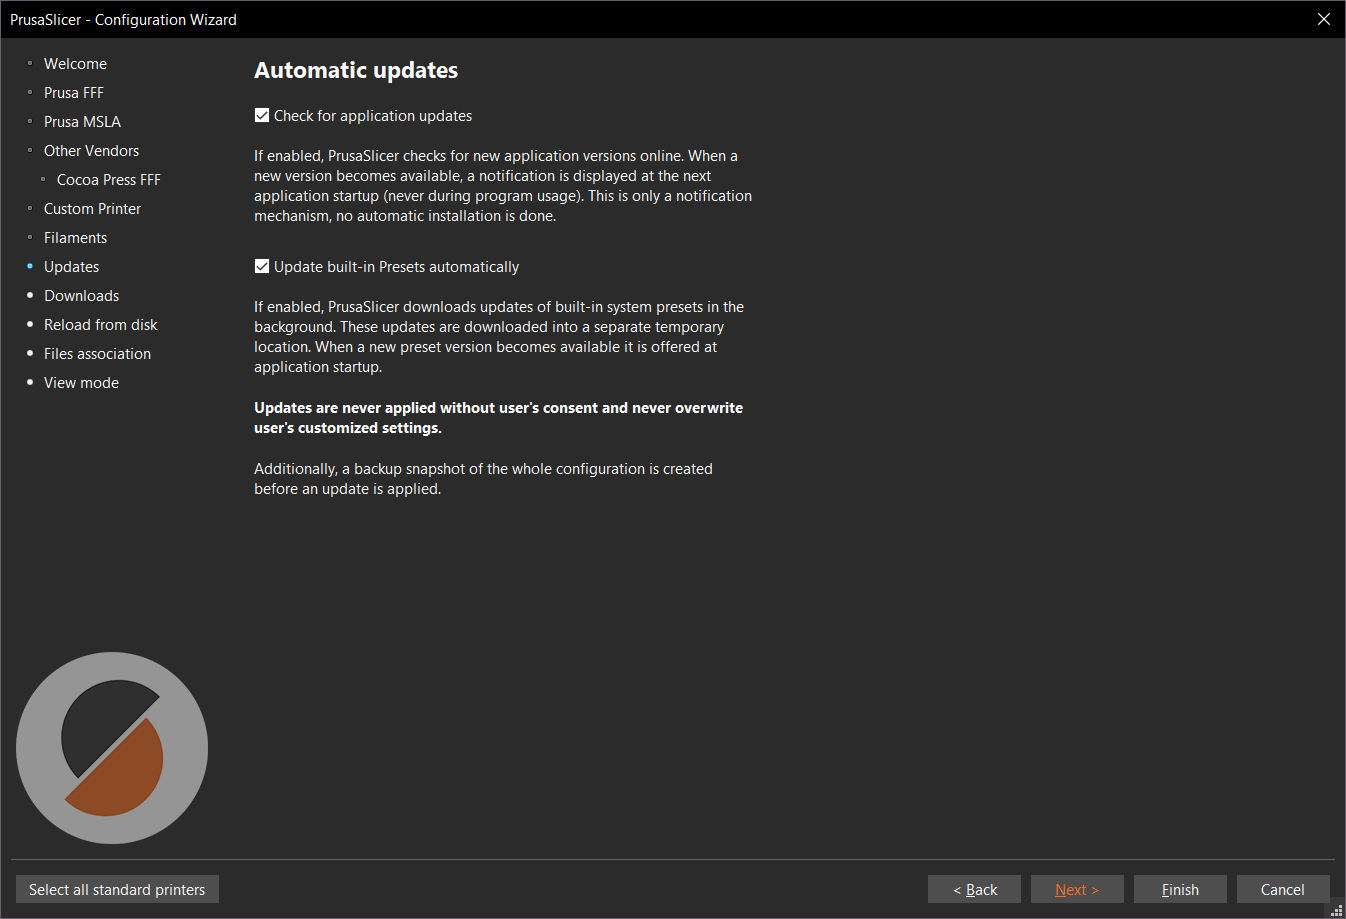 PrusaSlicer - Configuration Wizard
Welcome
Prusa FFF
Prusa MSLA
Other Vendors
Cocoa Press FFF
Custom Printer
Filaments
Updates
Downloads
Reload from disk
Files association
View mode
Automatic updates
Check for application updates
If enabled, PrusaSlicer checks for new application versions online. When a
new version becomes available, a notification is displayed at the next
application startup (never during program usage). This is only a notification
mechanism, no automatic installation is done.
Update built-in Presets automatically
If enabled, PrusaSlicer downloads updates of built-in system presets in the
background. These updates are downloaded into a separate temporary
location. When a new preset version becomes available it is offered at
application startup.
Updates are never applied without user's consent and never overwrite
user's customized settings.
Additionally, a backup snapshot of the whole configuration is created
before an update is applied.
Select all standard printers
< Back
Next >
Finish
Cancel